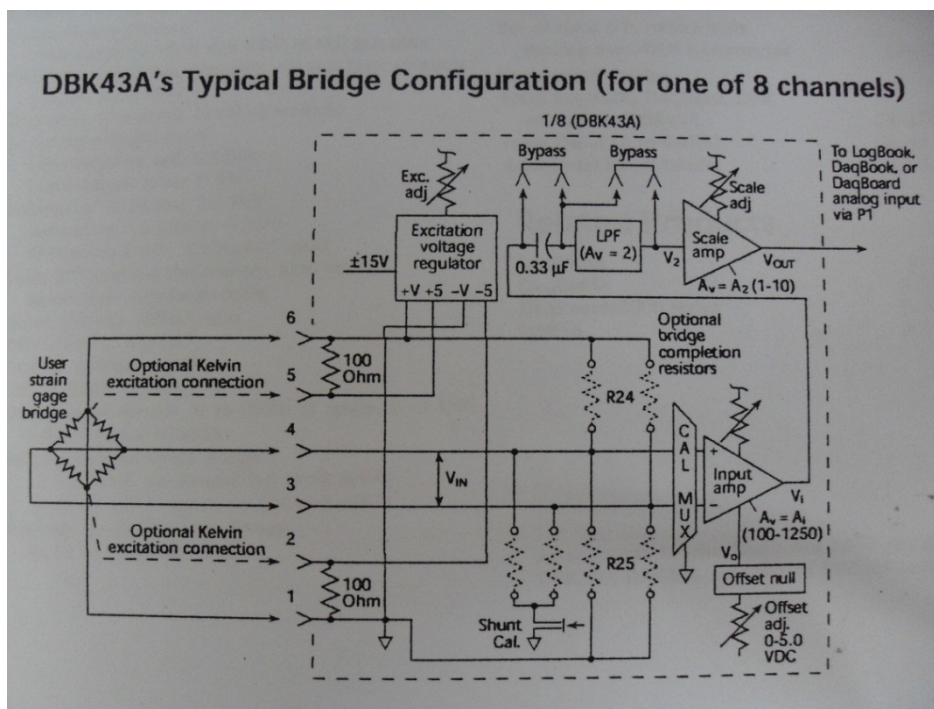 DBK43A's Typical Bridge Configuration (for one of 8 channels)
1/8 (DBK43A)
Bypass
Bypass
To LogBook,
DaqBook, or
DaqBoard
analog input
via P1
Exc.
adj
Scale
adj
Excitation
voltage
regulator
±15V
+V +5 −V −5
0.33 µF
LPF
(Av = 2)
V2
Scale
amp
VOUT
Av = A2 (1-10)
6
Optional
bridge
completion
resistors
User
strain
gage
bridge
Optional Kelvin
excitation connection
100
Ohm
5
R24
4
CAL MUX
+
Input
amp
−
VIN
3
Vi
Av = Ai
(100-1250)
Optional Kelvin
excitation connection
2
R25
Vo
Offset null
100
Ohm
1
Shunt
Cal.
Offset
adj.
0-5.0
VDC